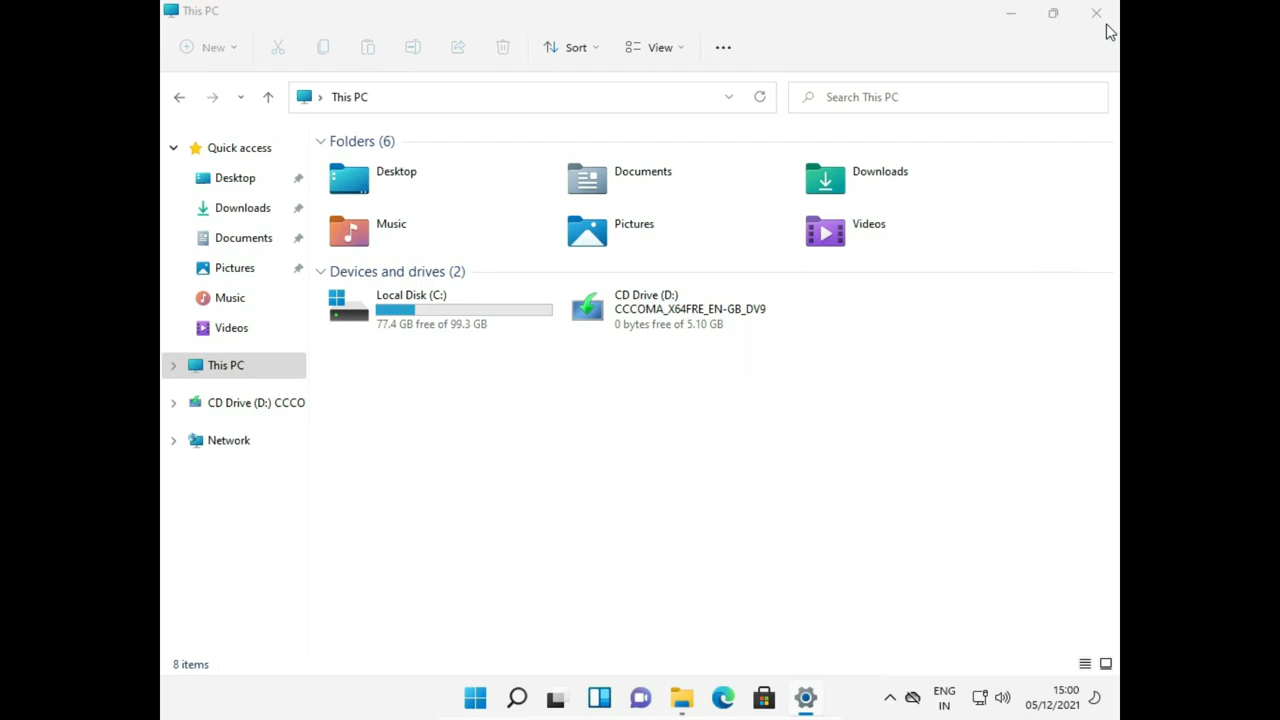 This PC
New
Sort
View
This PC
Search This PC
Quick access
Desktop
Downloads
Documents
Pictures
Music
Videos
This PC
CD Drive (D:) CCCO
Network
Folders (6)
Desktop
Documents
Downloads
Music
Pictures
Videos
Devices and drives (2)
Local Disk (C:)
77.4 GB free of 99.3 GB
CD Drive (D:)
CCCOMA_X64FRE_EN-GB_DV9
0 bytes free of 5.10 GB
8 items
ENG
IN
15:00
05/12/2021